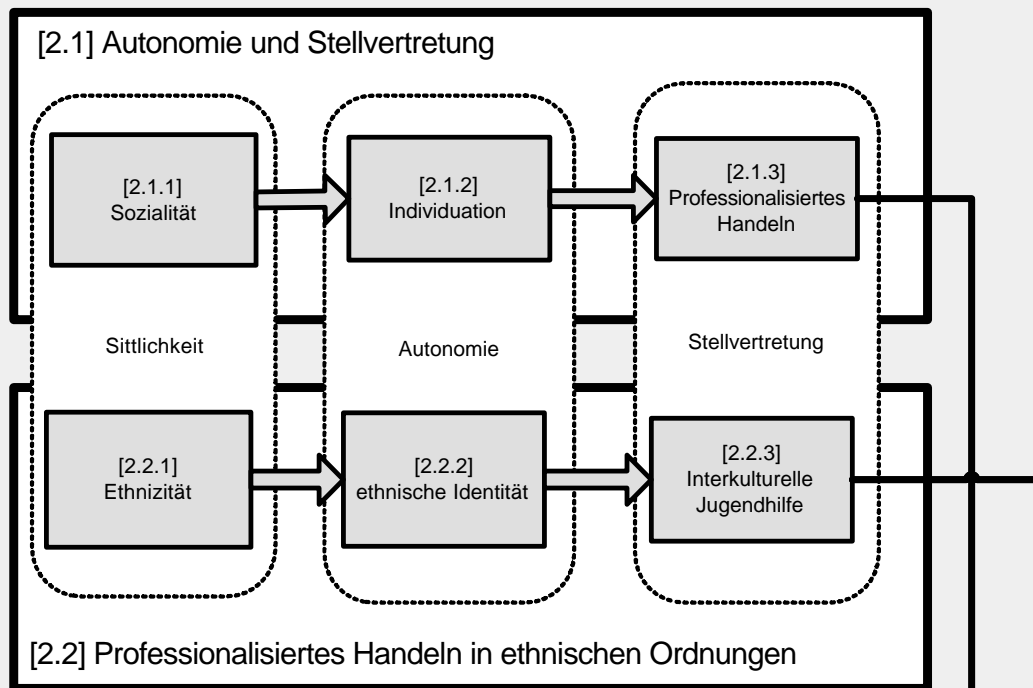 [2.1] Autonomie und Stellvertretung
[2.1.1]
Sozialität
[2.1.2]
Individuation
[2.1.3]
Professionalisiertes
Handeln
Sittlichkeit
Autonomie
Stellvertretung
[2.2.1]
Ethnizität
[2.2.2]
ethnische Identität
[2.2.3]
Interkulturelle
Jugendhilfe
[2.2] Professionalisiertes Handeln in ethnischen Ordnungen